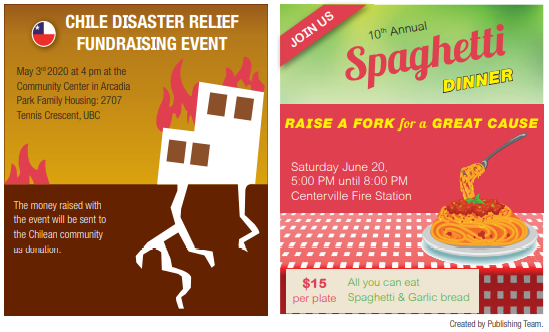 CHILE DISASTER RELIEF
FUNDRAISING EVENT
May 3rd 2020 at 4 pm at the
Community Center in Arcadia
Park Family Housing: 2707
Tennis Crescent, UBC
The money raised with
the event will be sent to
the Chilean community
as donation.
JOIN US
10th Annual
Spaghetti
DINNER
RAISE A FORK for a GREAT CAUSE
Saturday June 20,
5:00 PM until 8:00 PM
Centerville Fire Station
$15
per plate
All you can eat
Spaghetti & Garlic bread
Created by Publishing Team.